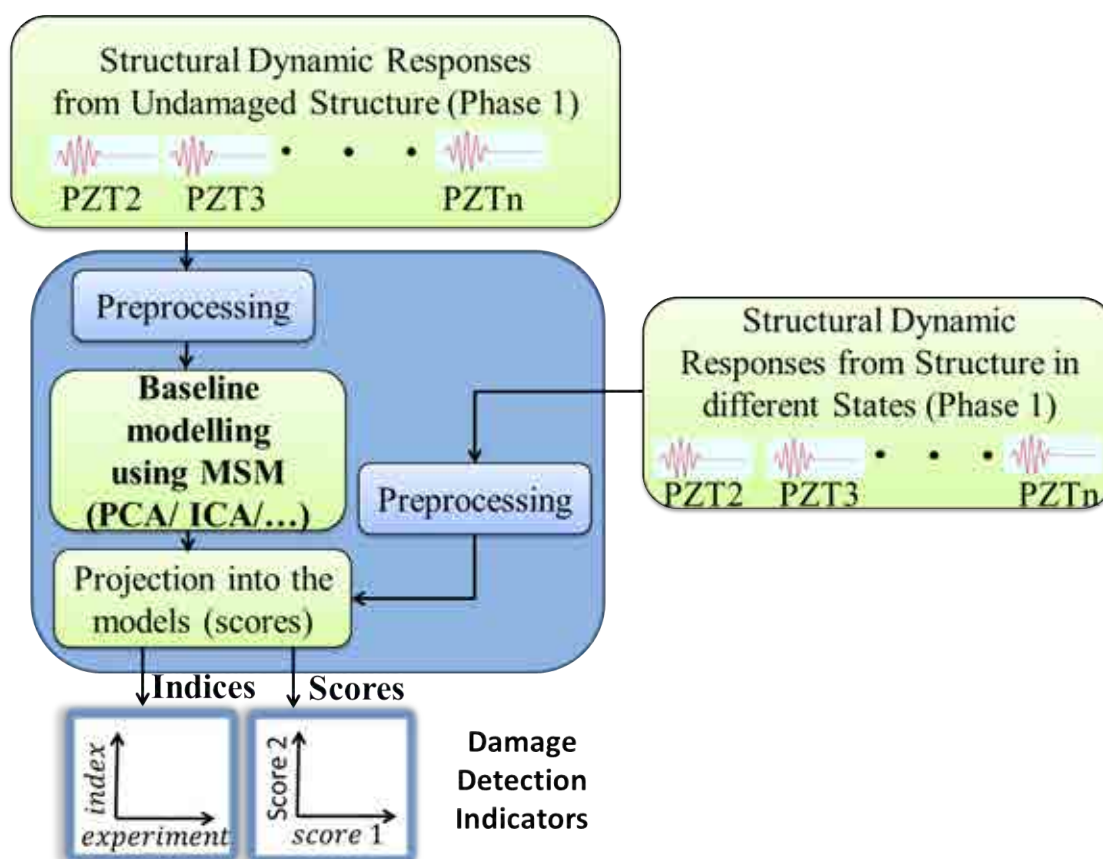 Structural Dynamic Responses
from Undamaged Structure (Phase 1)
PZT2 PZT3 • • • PZTn
Preprocessing
Baseline
modelling
using MSM
(PCA/ ICA/…)
Structural Dynamic
Responses from Structure in
different States (Phase 1)
PZT2 PZT3 • • • PZTn
Preprocessing
Projection into the
models (scores)
Indices
Scores
index
experiment
Score 2
score 1
Damage
Detection
Indicators